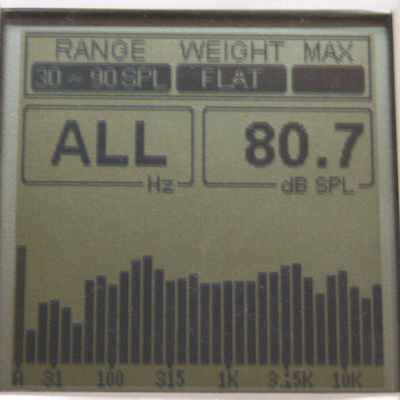 RANGE WEIGHT MAX
30 ~ 90 SPL FLAT
ALL 80.7
Hz dB SPL
A 31 100 315 1K 3.15K 10K